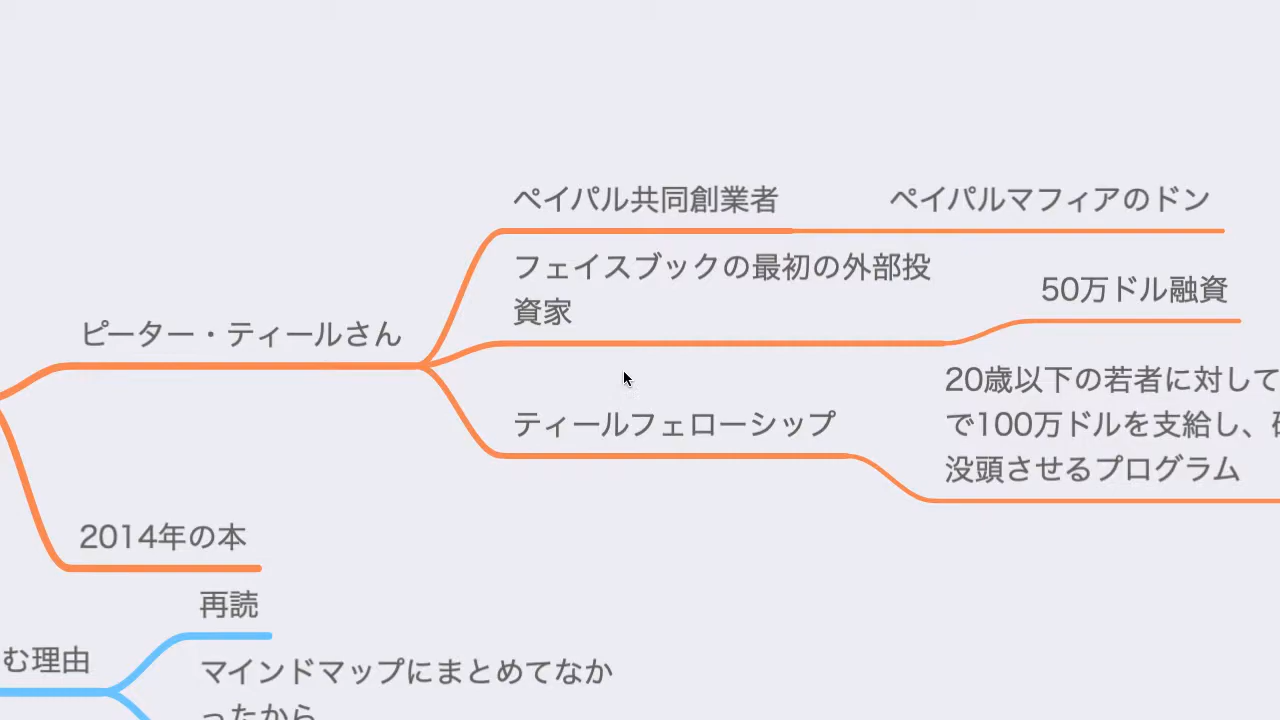 ペイパル共同創業者
ペイパルマフィアのドン
フェイスブックの最初の外部投
資家
50万ドル融資
ピーター・ティールさん
ティールフェローシップ
20歳以下の若者に対して
で100万ドルを支給し、
没頭させるプログラム
2014年の本
再読
む理由
マインドマップにまとめてなか
ったから